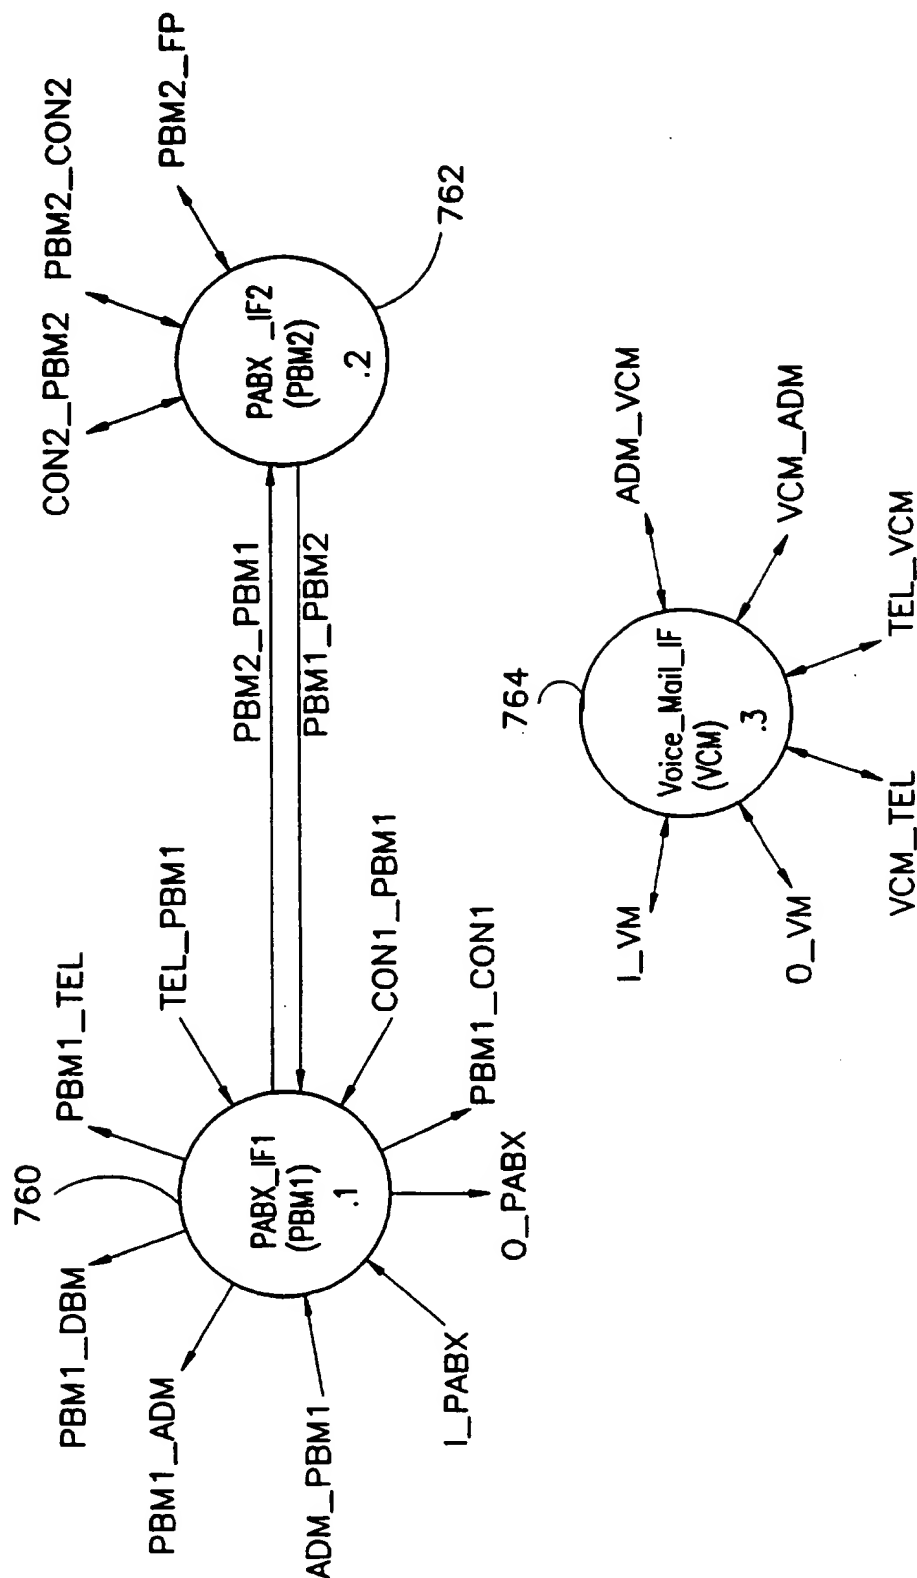 760
PBM1_DBM
PBM1_TEL
PBM1_ADM
TEL_PBM1
ADM_PBM1
PABX_IF1
(PBM1)
.1
I_PABX
CON1_PBM1
O_PABX
PBM1_CON1
PBM2_PBM1
PBM1_PBM2
CON2_PBM2
PBM2_CON2
PBM2_FP
PABX _IF2
(PBM2)
.2
762
764
I_VM
ADM_VCM
Voice_Mail_IF
(VCM)
.3
O_VM
VCM_ADM
VCM_TEL
TEL_VCM